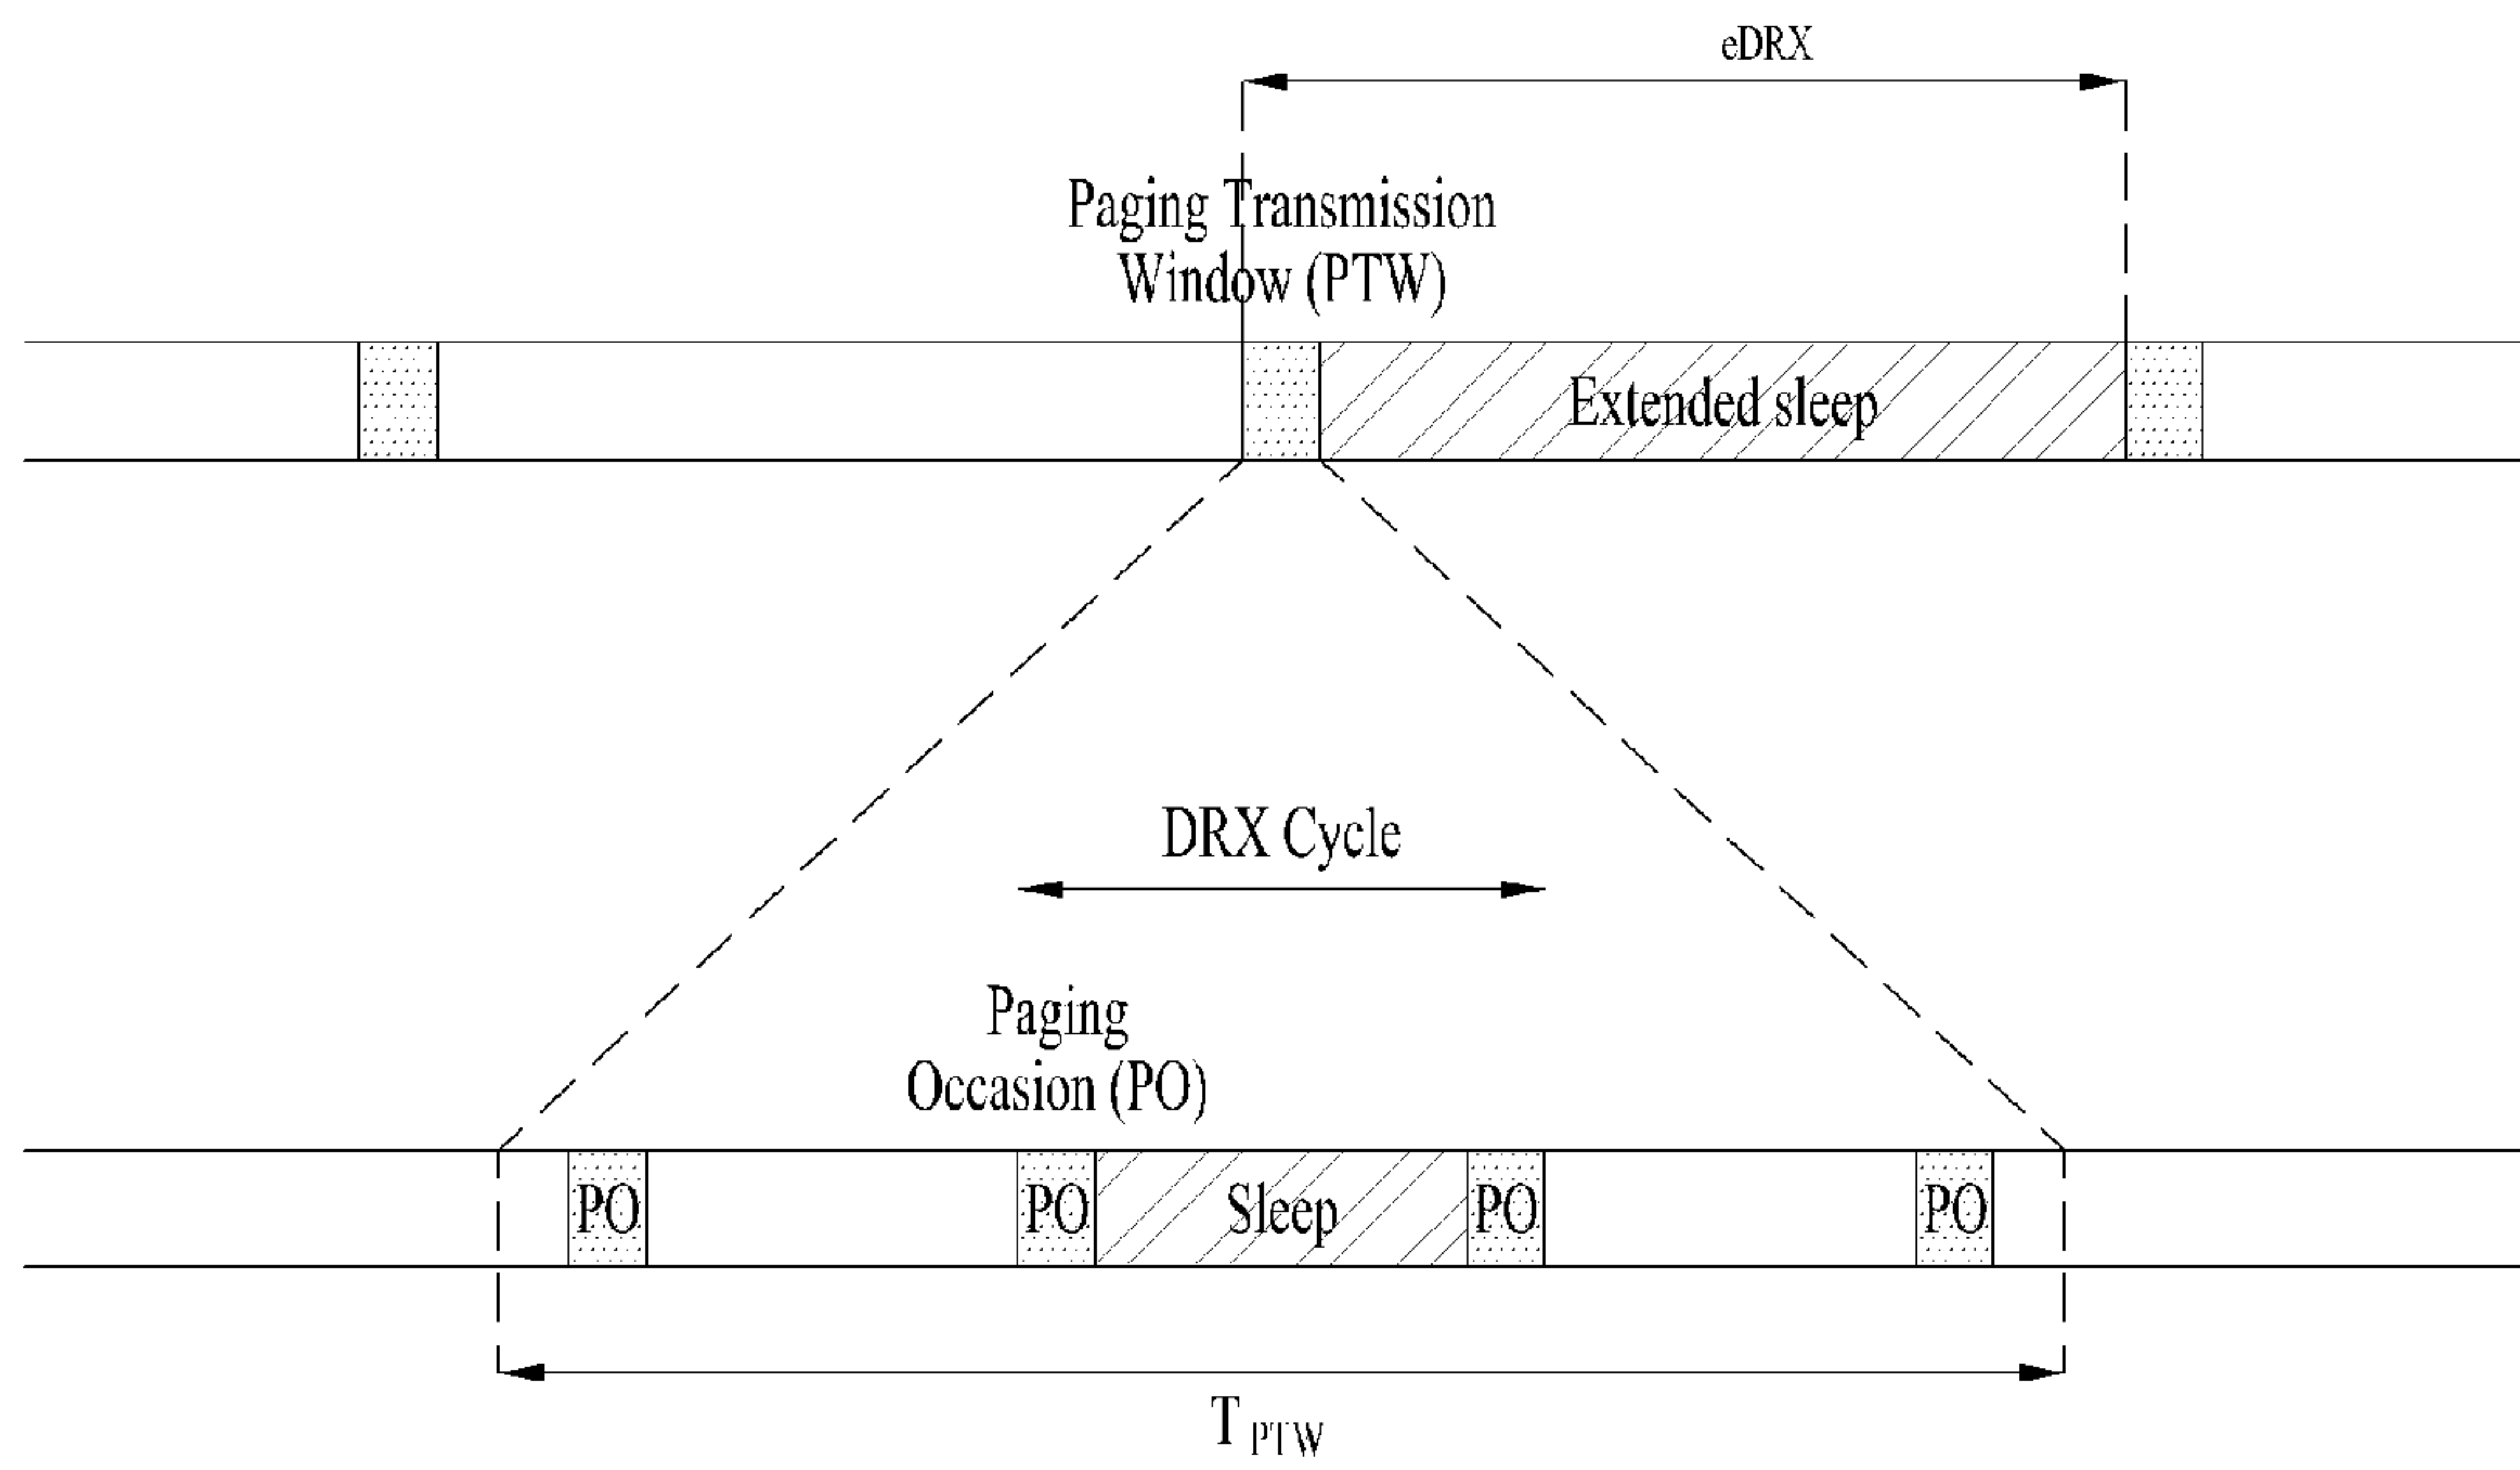 eDRX
Paging Transmission
Window (PTW)
Extended sleep
DRX Cycle
Paging
Occasion (PO)
PO PO Sleep PO PO
T PTW